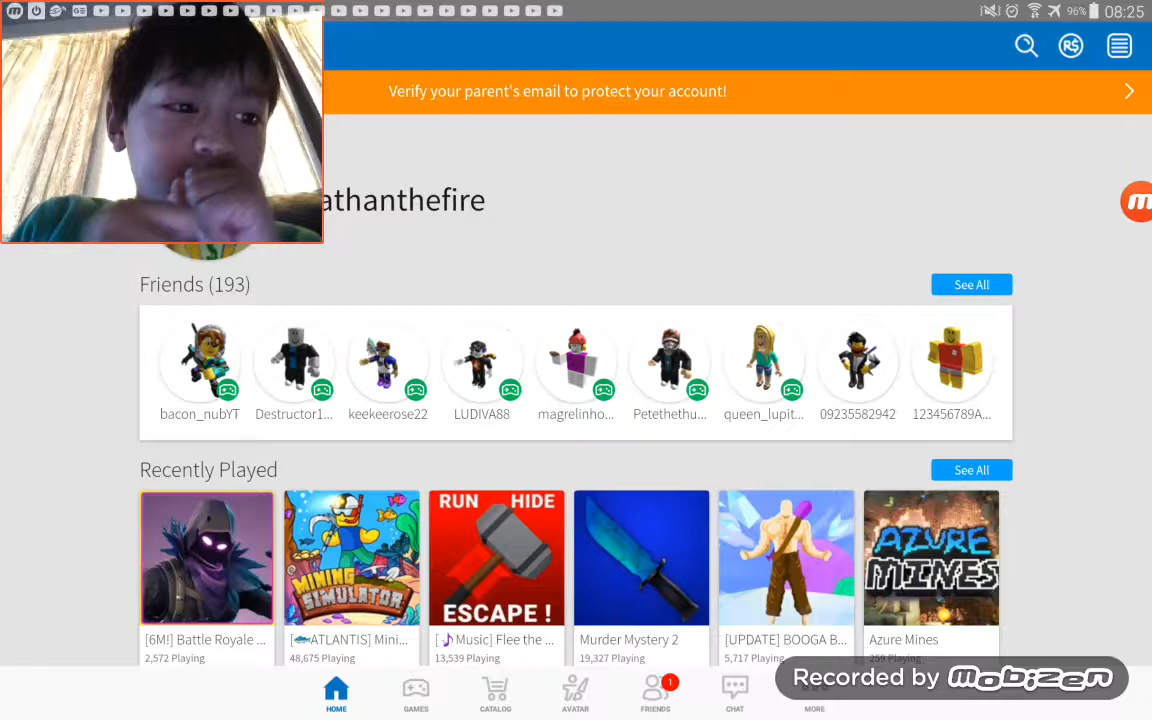 96% 08:25
R$
Verify your parent's email to protect your account!
athanthefire
Friends (193)
See All
bacon_nubYT Destructor1... keekeerose22 LUDIVA88 magrelinho... Petethethu... queen_lupit... 09235582942 123456789A...
Recently Played
See All
MINING SIMULATOR
RUN HIDE
ESCAPE !
AZURE MINES
[6M!] Battle Royale ... [🐟ATLANTIS] Mini... [🎵Music] Flee the ... Murder Mystery 2 [UPDATE] BOOGA B... Azure Mines
2,572 Playing 48,675 Playing 13,539 Playing 19,327 Playing 5,717 Playing 259 Playing
Recorded by mobizen
1
HOME GAMES CATALOG AVATAR FRIENDS CHAT MORE